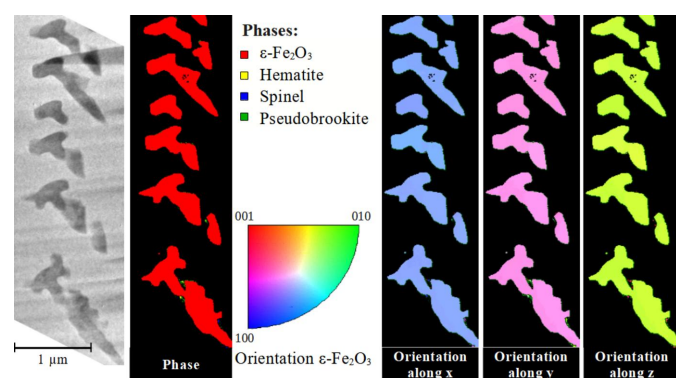 Phases:
ε-Fe₂O₃
Hematite
Spinel
Pseudobrookite
001
010
100
1 µm
Phase
Orientation ε-Fe₂O₃
Orientation
along x
Orientation
along y
Orientation
along z